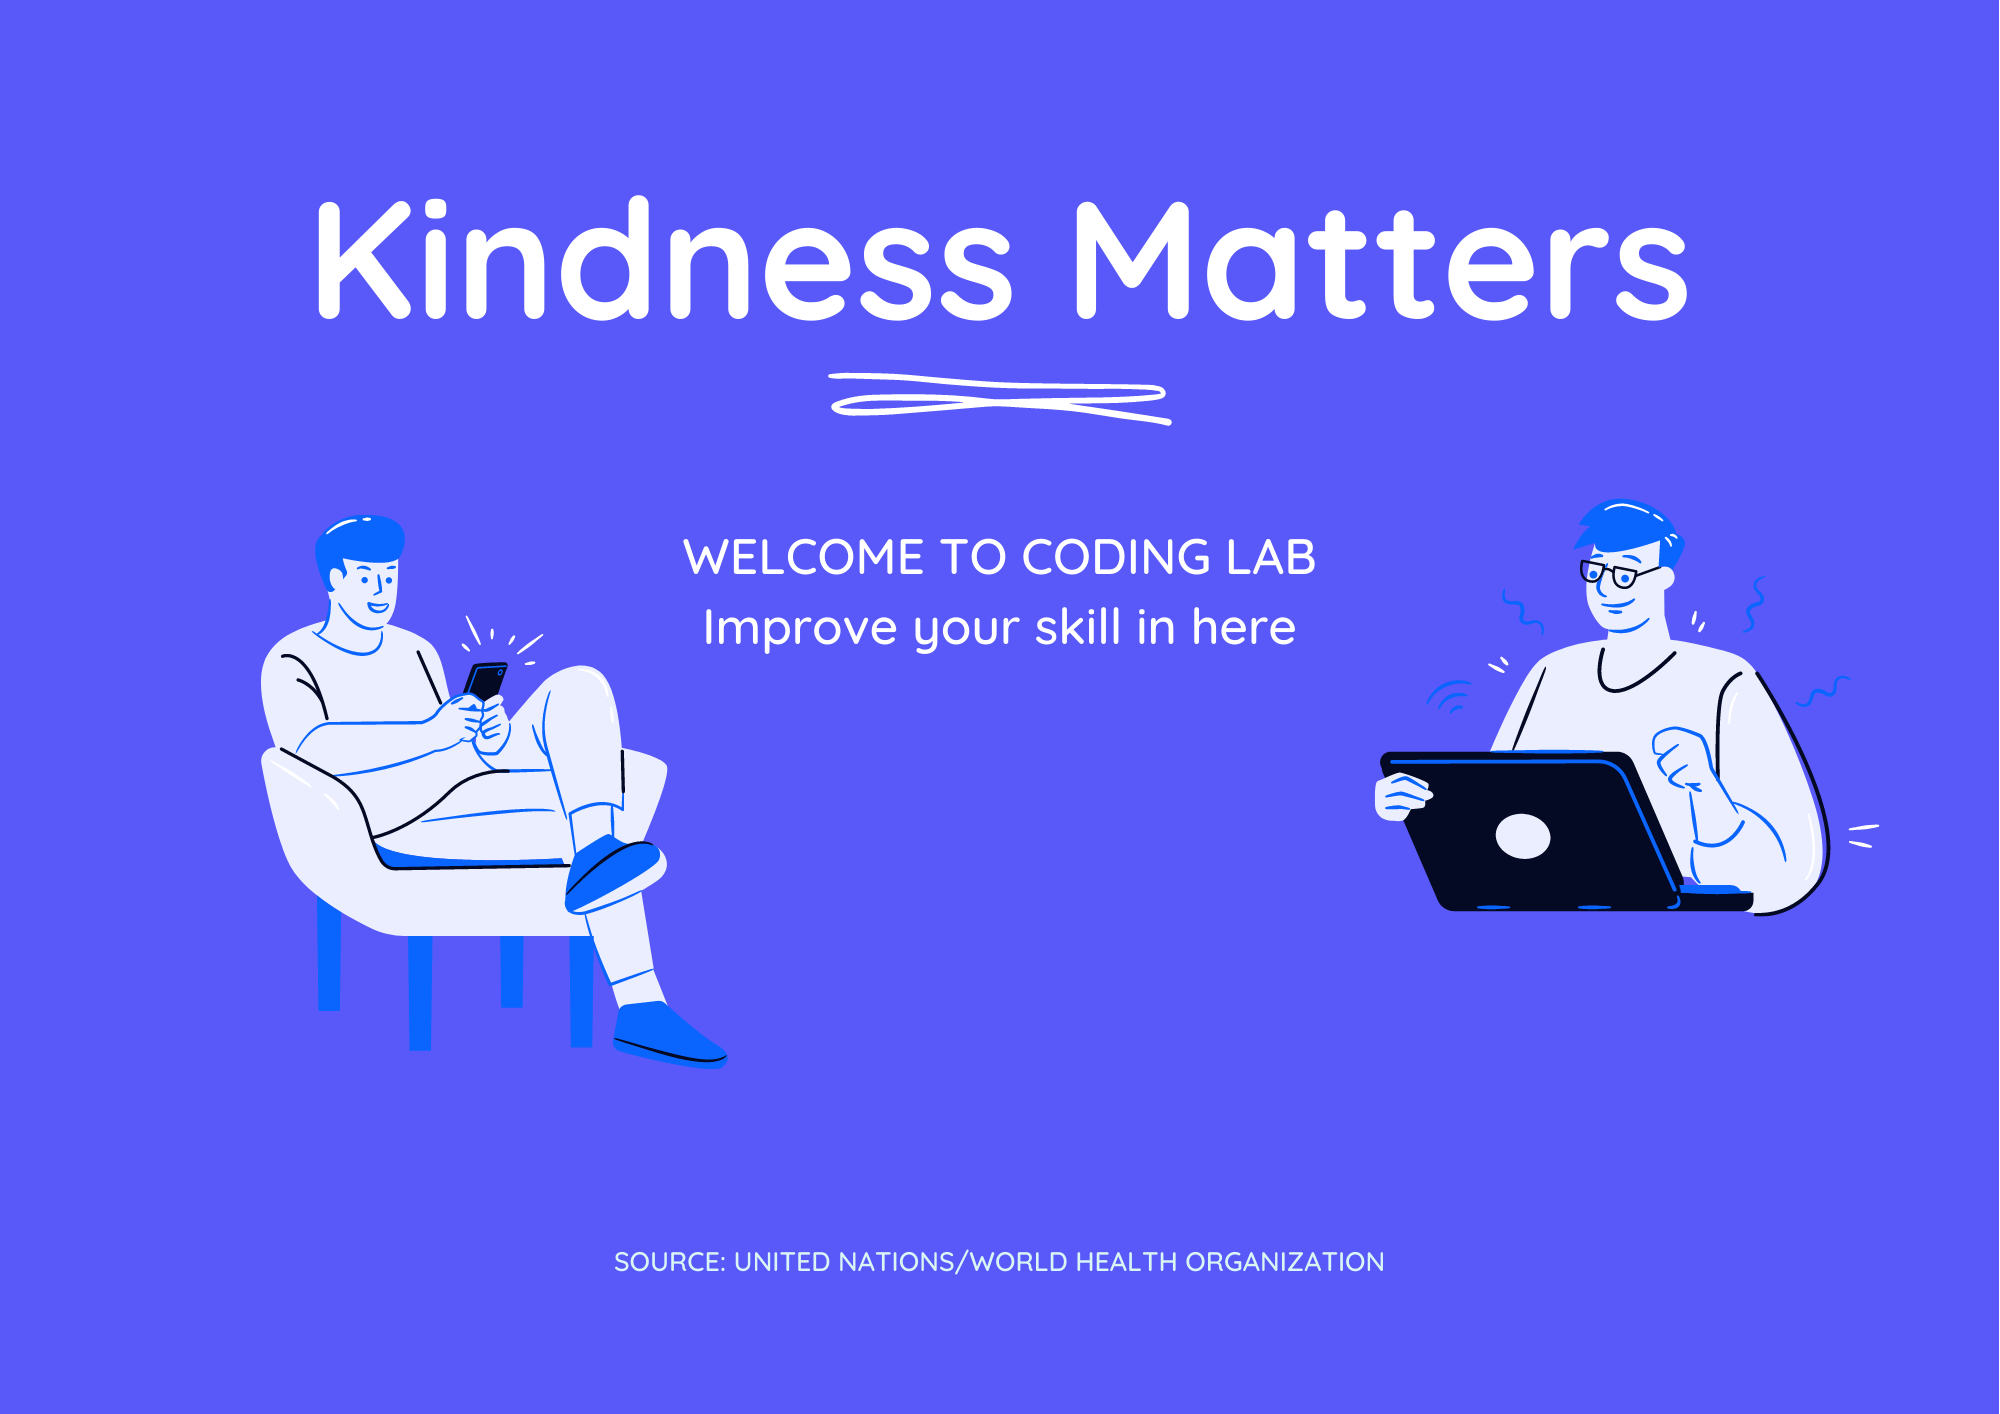 Kindness Matters
WELCOME TO CODING LAB
Improve your skill in here
SOURCE: UNITED NATIONS/WORLD HEALTH ORGANIZATION